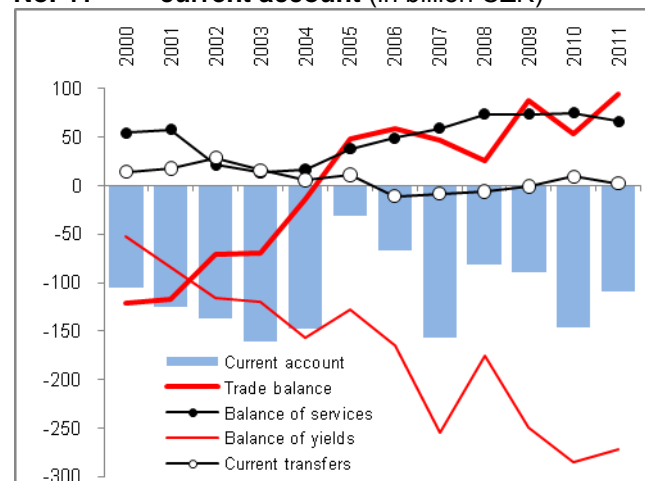 current account (in billion CZK)
2000 2001 2002 2003 2004 2005 2006 2007 2008 2009 2010 2011
100
50
0
-50
-100
-150
-200
-250
-300
Current account
Trade balance
Balance of services
Balance of yields
Current transfers